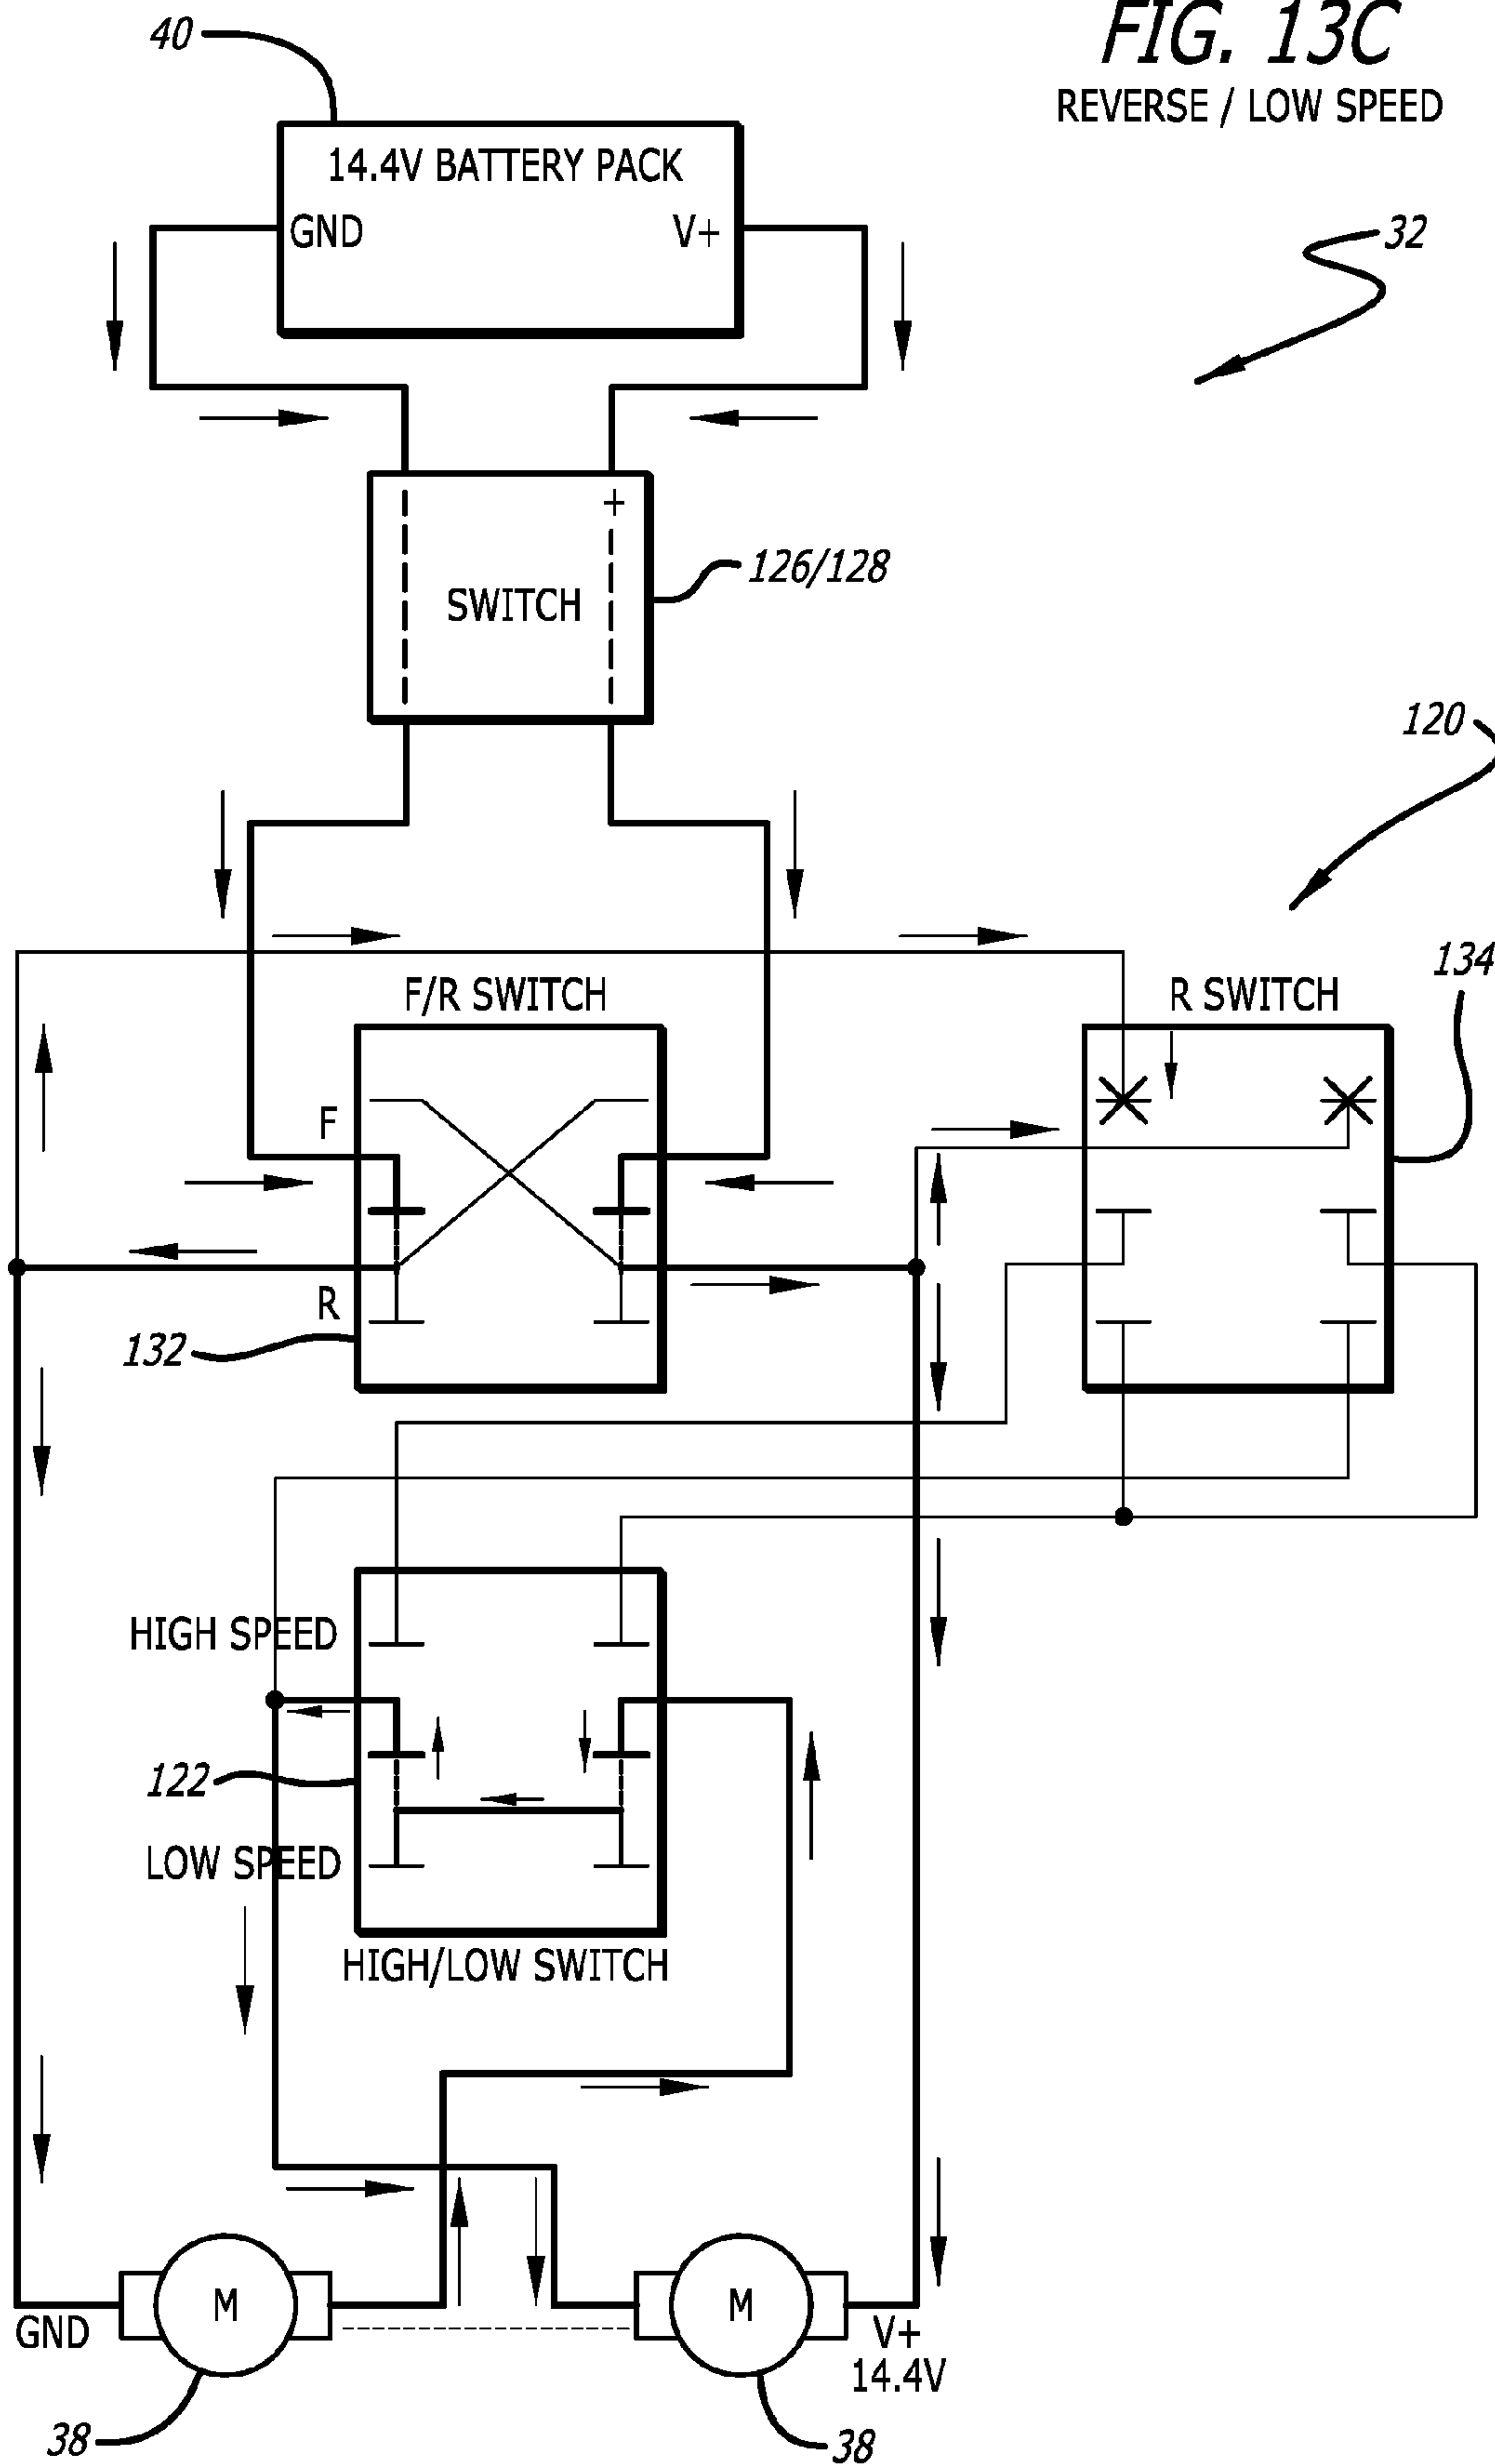 FIG. 13C
REVERSE / LOW SPEED
40
14.4V BATTERY PACK
GND V+
32
+
SWITCH
126/128
120
134
F/R SWITCH
R SWITCH
F
R
132
HIGH SPEED
122
LOW SPEED
HIGH/LOW SWITCH
M
M
GND
V+
14.4V
38
38